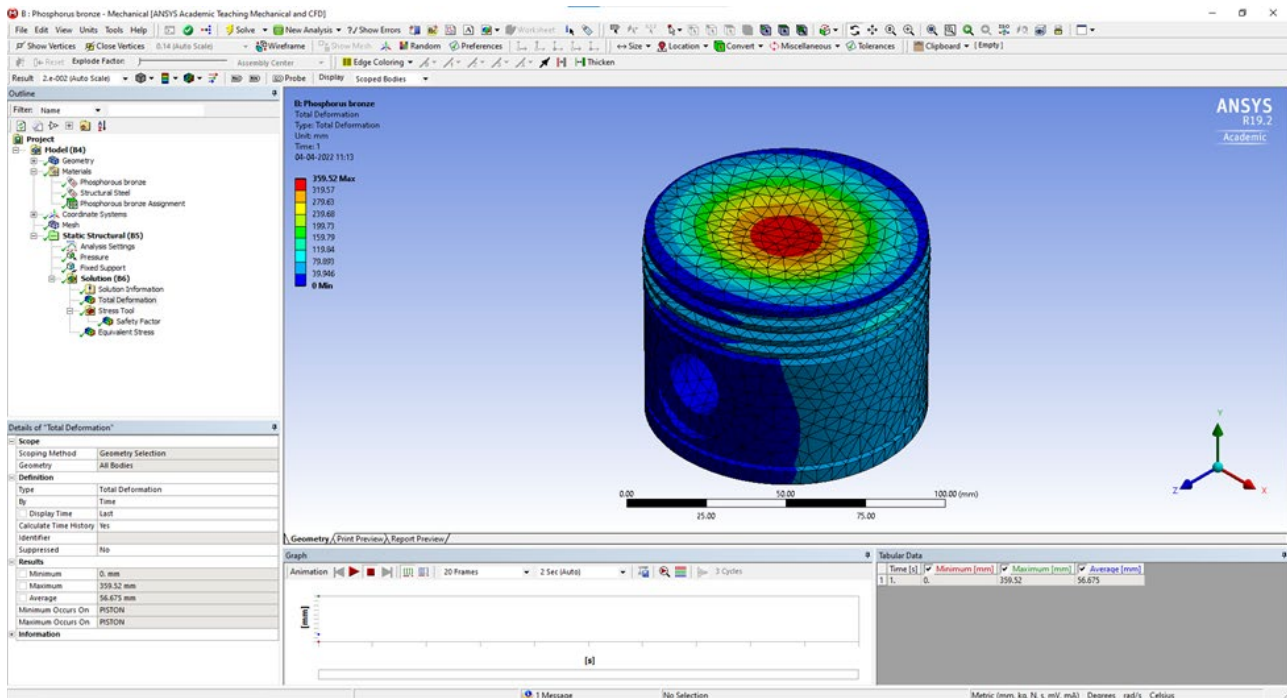 B : Phosphorus bronze - Mechanical [ANSYS Academic Teaching Mechanical and CFD]
File Edit View Units Tools Help Solve New Analysis ?/ Show Errors Worksheet
Show Vertices Close Vertices 0.14 (Auto Scale) Wireframe Show Mesh Random Preferences Size Location Convert Miscellaneous Tolerances Clipboard [Empty]
Reset Explode Factor: Assembly Center Edge Coloring Thicken
Result 2.e-002 (Auto Scale) Probe Display Scoped Bodies
Outline
Filter: Name
Project
Model (B4)
Geometry
Materials
Phosphorous bronze
Structural Steel
Phosphorous bronze Assignment
Coordinate Systems
Mesh
Static Structural (B5)
Analysis Settings
Pressure
Fixed Support
Solution (B6)
Solution Information
Total Deformation
Stress Tool
Safety Factor
Equivalent Stress
B: Phosphorus bronze
Total Deformation
Type: Total Deformation
Unit: mm
Time: 1
04-04-2022 11:13
359.52 Max
319.57
279.63
239.68
199.73
159.79
119.84
79.893
39.946
0 Min
ANSYS
R19.2
Academic
Y
Z
X
0.00 50.00 100.00 (mm)
25.00 75.00
Geometry Print Preview Report Preview
Details of "Total Deformation"
Scope
Scoping Method Geometry Selection
Geometry All Bodies
Definition
Type Total Deformation
By Time
Display Time Last
Calculate Time History Yes
Identifier
Suppressed No
Results
Minimum 0. mm
Maximum 359.52 mm
Average 56.675 mm
Minimum Occurs On PISTON
Maximum Occurs On PISTON
Information
Graph
Animation 20 Frames 2 Sec (Auto) 3 Cycles
[mm]
[s]
Tabular Data
Time [s] Minimum [mm] Maximum [mm] Average [mm]
1 1. 0. 359.52 56.675
1 Message No Selection Metric (mm, kg, N, s, mV, mA) Degrees rad/s Celsius